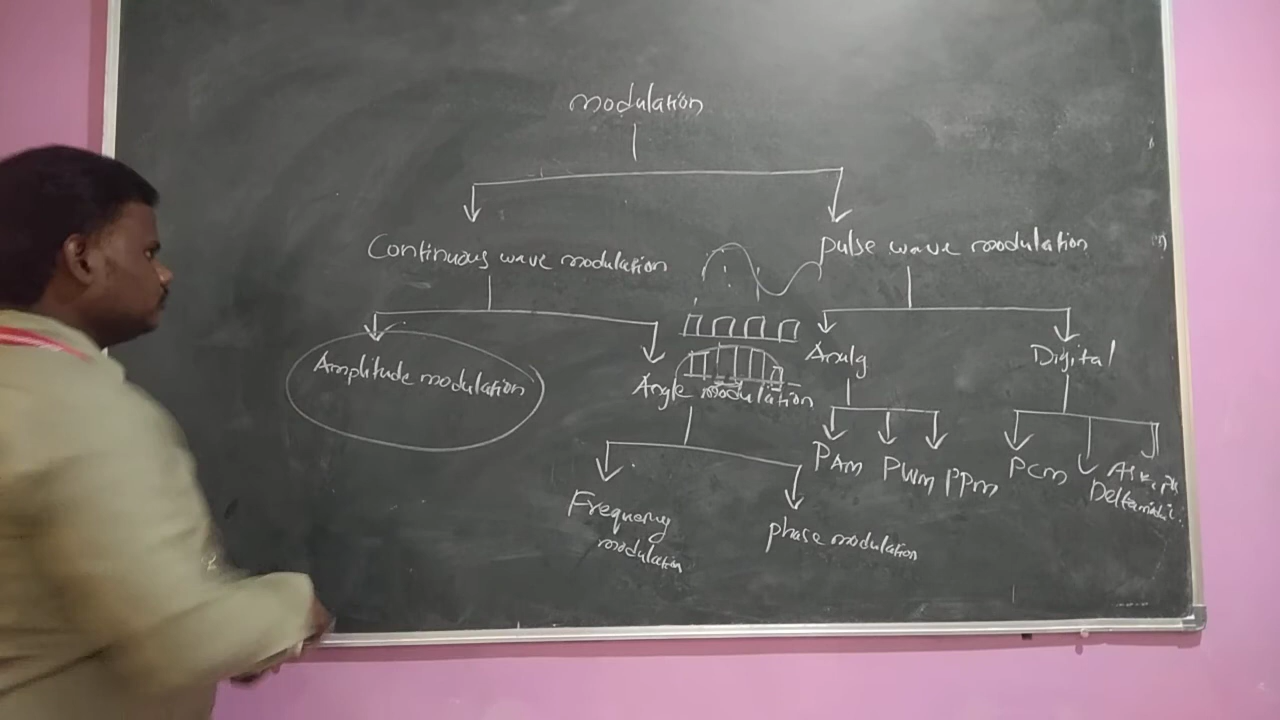 modulation
Continuous wave modulation
pulse wave modulation
Amplitude modulation
Angle modulation
Analg
Digital
PAm
PWm
PPm
PCm
Frequency
modulation
phase modulation